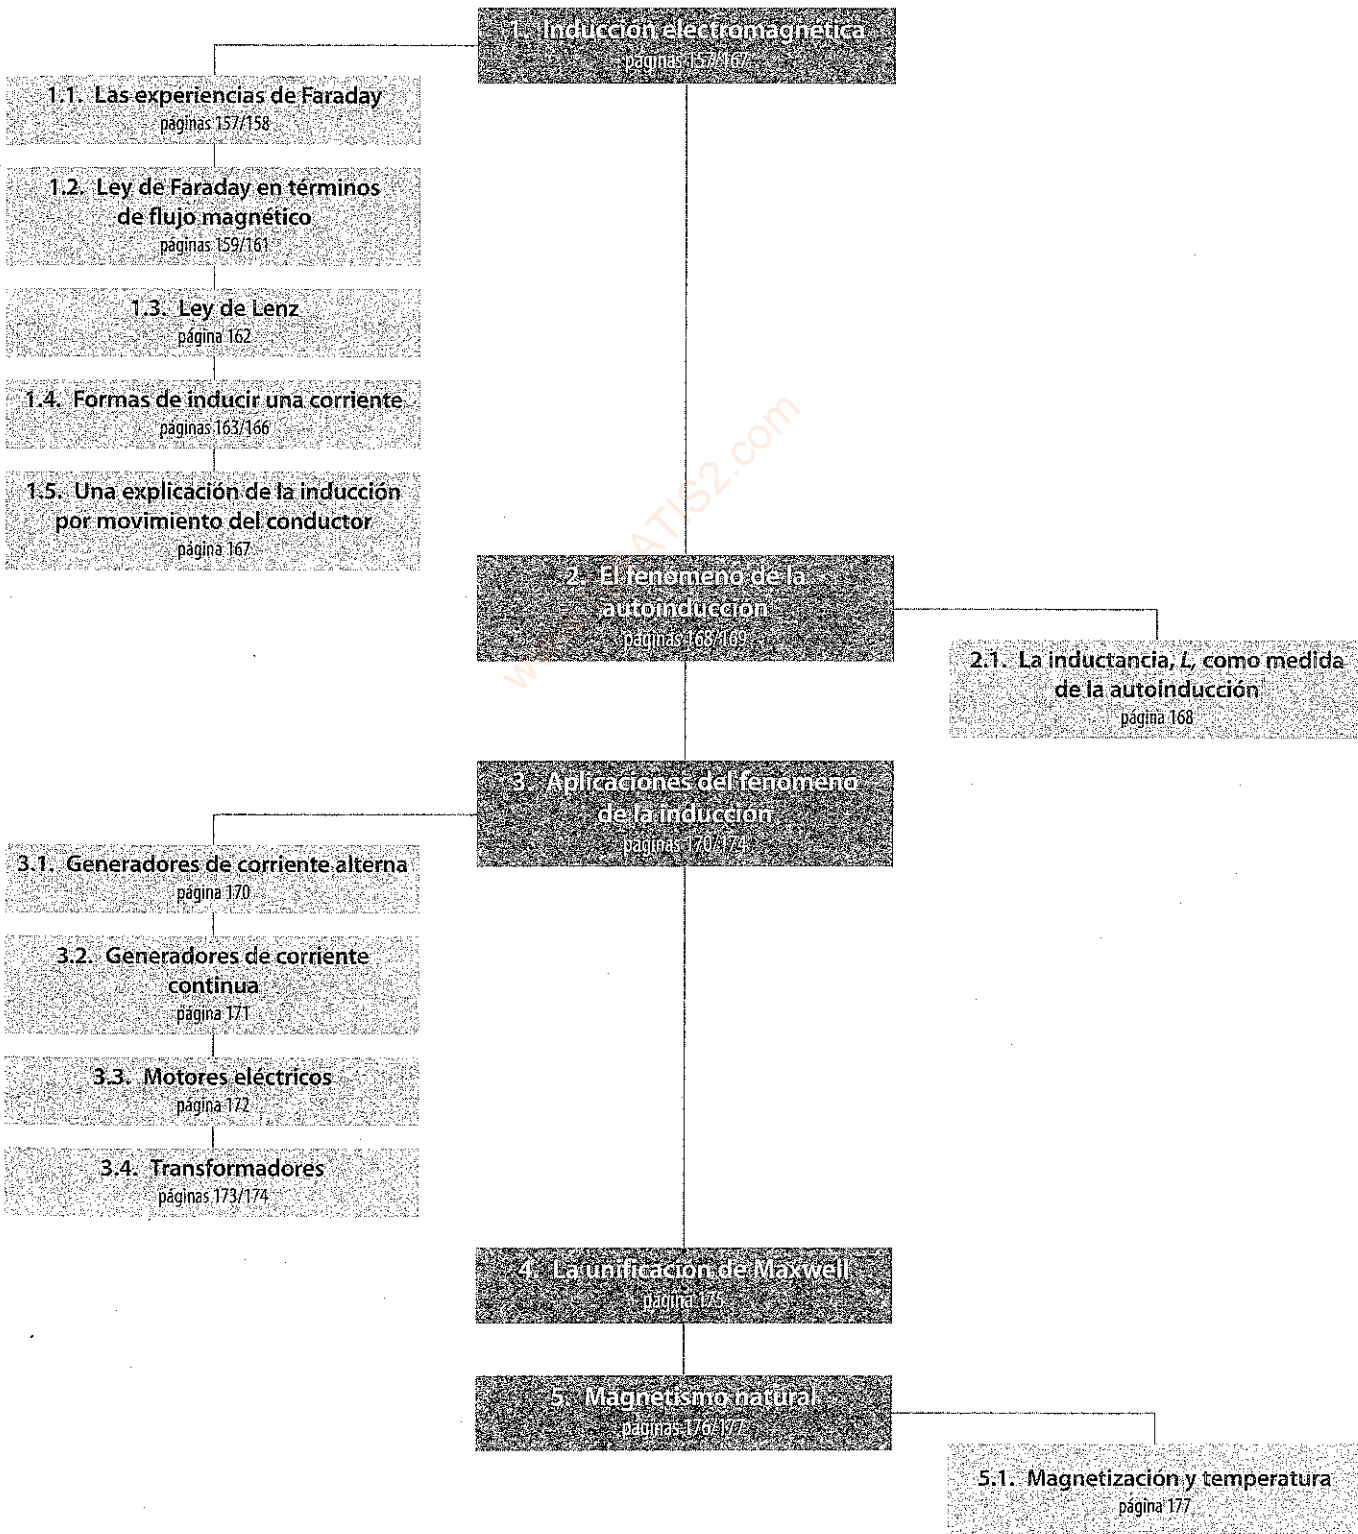 1. Inducción electromagnética
páginas 157/167
1.1. Las experiencias de Faraday
páginas 157/158
1.2. Ley de Faraday en términos
de flujo magnético
páginas 159/161
1.3. Ley de Lenz
página 162
1.4. Formas de inducir una corriente
páginas 163/166
1.5. Una explicación de la inducción
por movimiento del conductor
página 167
2. El fenómeno de la
autoinducción
páginas 168/169
2.1. La inductancia, L, como medida
de la autoinducción
página 168
3. Aplicaciones del fenómeno
de la inducción
páginas 170/174
3.1. Generadores de corriente alterna
página 170
3.2. Generadores de corriente
continua
página 171
3.3. Motores eléctricos
página 172
3.4. Transformadores
páginas 173/174
4. La unificación de Maxwell
página 175
5. Magnetismo natural
páginas 176/177
5.1. Magnetización y temperatura
página 177